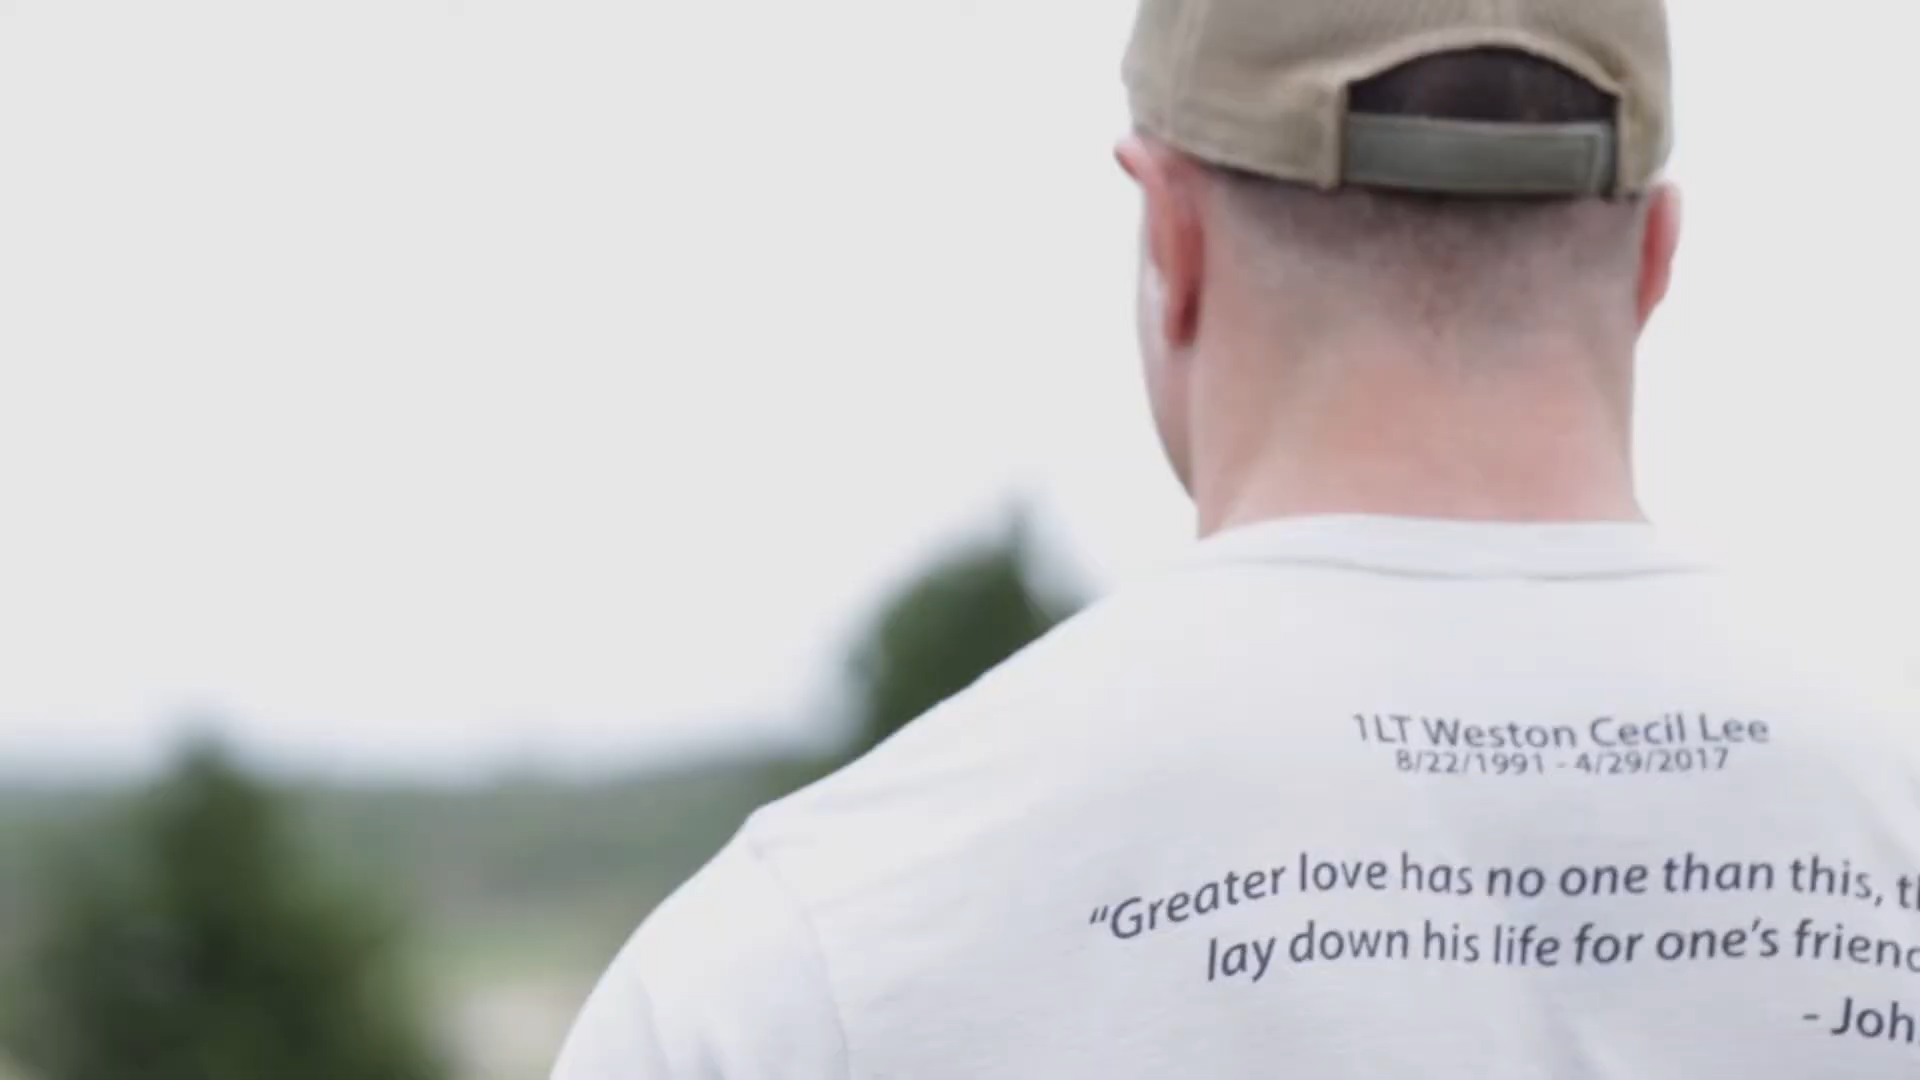 1LT Weston Cecil Lee
8/22/1991 - 4/29/2017
“Greater love has no one than this,
lay down his life for one’s
-